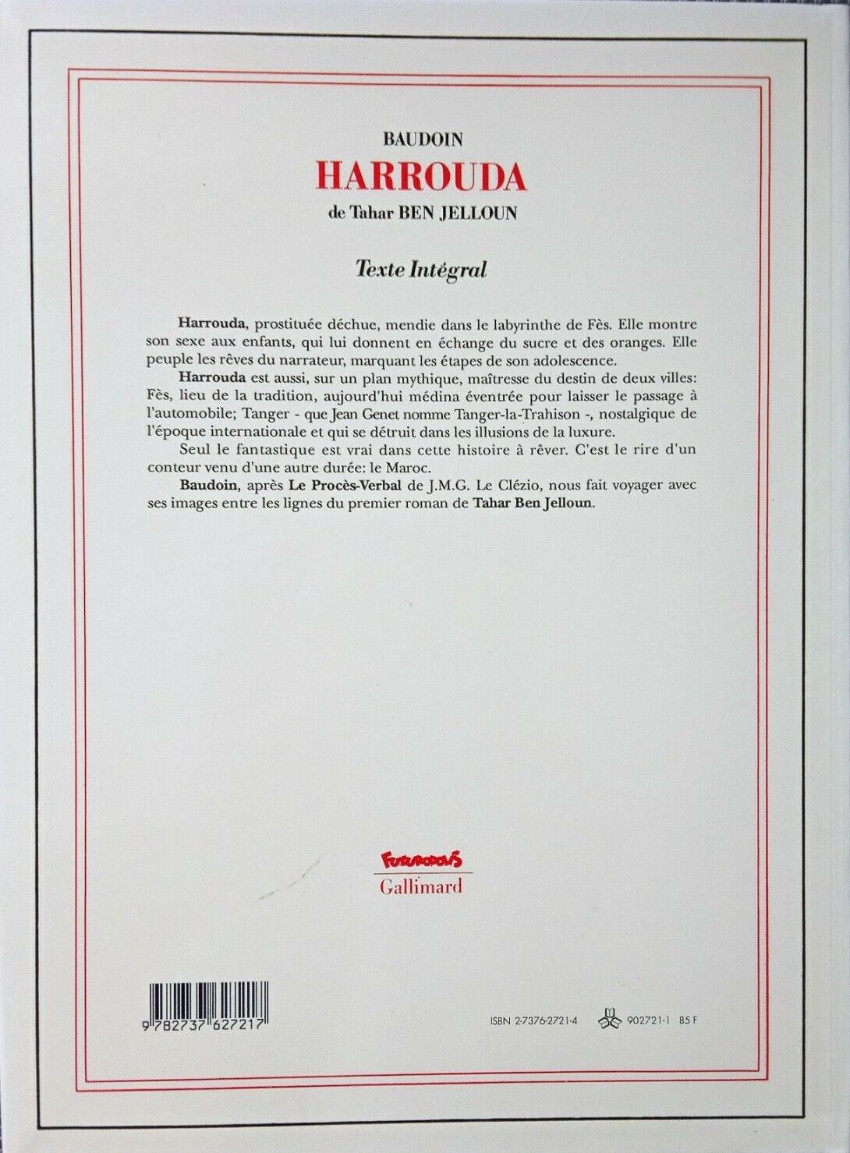 BAUDOIN
HARROUDA
de Tahar BEN JELLOUN
Texte Intégral
Harrouda, prostituée déchue, mendie dans le labyrinthe de Fès. Elle montre
son sexe aux enfants, qui lui donnent en échange du sucre et des oranges. Elle
peuple les rêves du narrateur, marquant les étapes de son adolescence.
Harrouda est aussi, sur un plan mythique, maîtresse du destin de deux villes:
Fès, lieu de la tradition, aujourd'hui médina éventrée pour laisser le passage à
l'automobile; Tanger - que Jean Genet nomme Tanger-la-Trahison -, nostalgique de
l'époque internationale et qui se détruit dans les illusions de la luxure.
Seul le fantastique est vrai dans cette histoire à rêver. C'est le rire d'un
conteur venu d'une autre durée: le Maroc.
Baudoin, après Le Procès-Verbal de J.M.G. Le Clézio, nous fait voyager avec
ses images entre les lignes du premier roman de Tahar Ben Jelloun.
FUTUROPOLIS
Gallimard
9 782737 627217
ISBN 2-7376-2721-4 902721-1 85 F